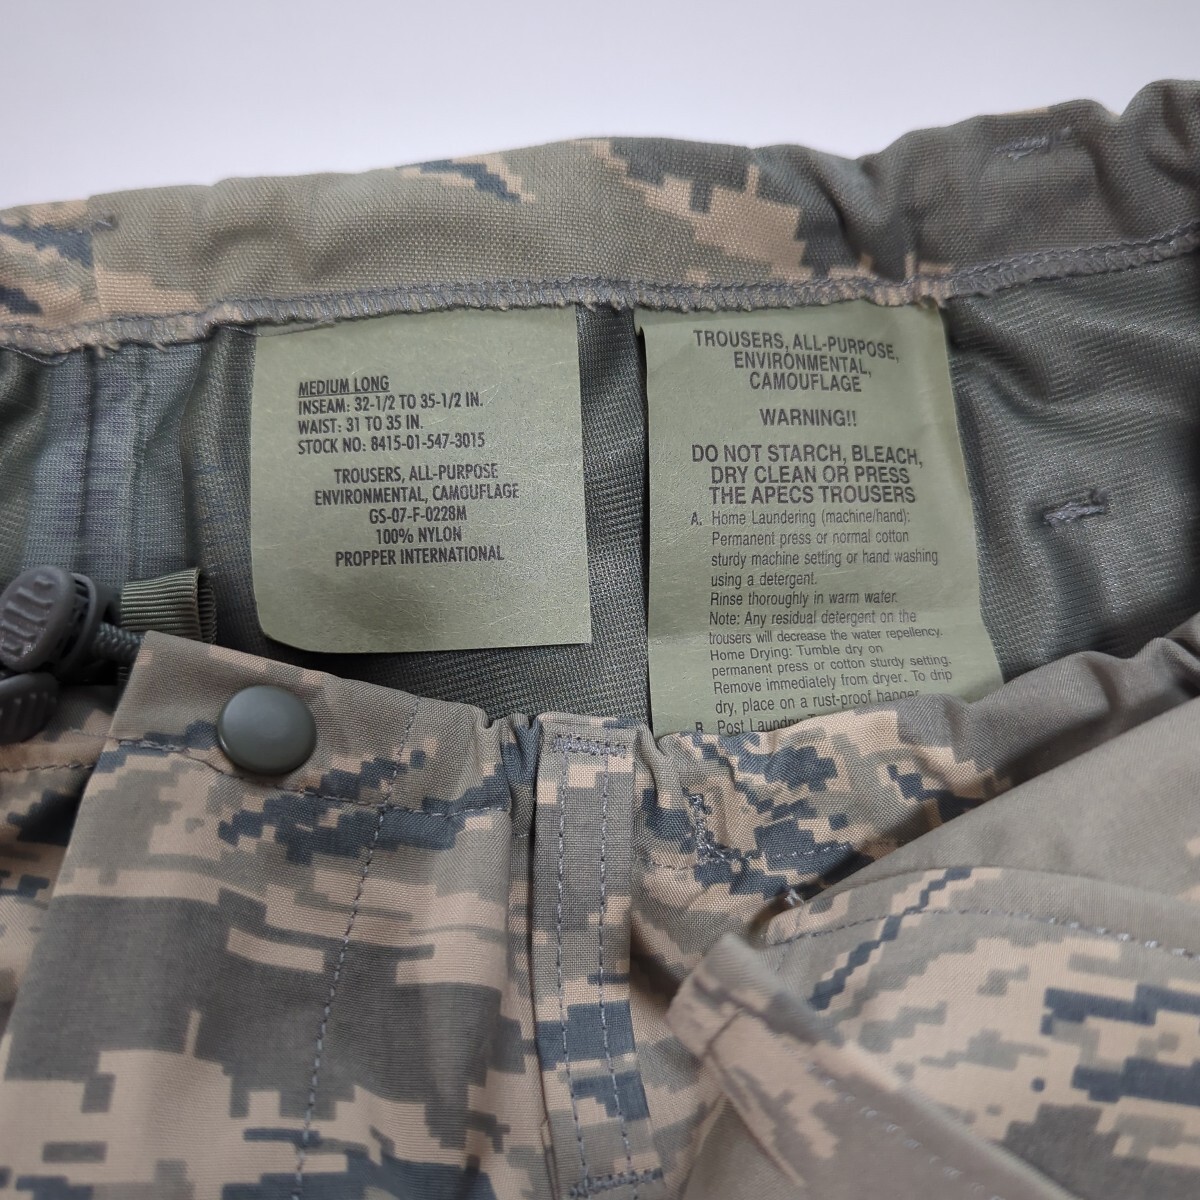 MEDIUM LONG
INSEAM: 32-1/2 TO 35-1/2 IN.
WAIST: 31 TO 35 IN.
STOCK NO: 8415-01-547-3015
TROUSERS, ALL-PURPOSE
ENVIRONMENTAL, CAMOUFLAGE
GS-07-F-0228M
100% NYLON
PROPPER INTERNATIONAL
TROUSERS, ALL-PURPOSE,
ENVIRONMENTAL,
CAMOUFLAGE
WARNING!!
DO NOT STARCH, BLEACH,
DRY CLEAN OR PRESS
THE APECS TROUSERS
A. Home Laundering (machine/hand):
Permanent press or normal cotton
sturdy machine setting or hand washing
using a detergent.
Rinse thoroughly in warm water.
Note: Any residual detergent on the
trousers will decrease the water repellency.
Home Drying: Tumble dry on
permanent press or cotton sturdy setting.
Remove immediately from dryer. To drip
dry, place on a rust-proof hanger
B. Post